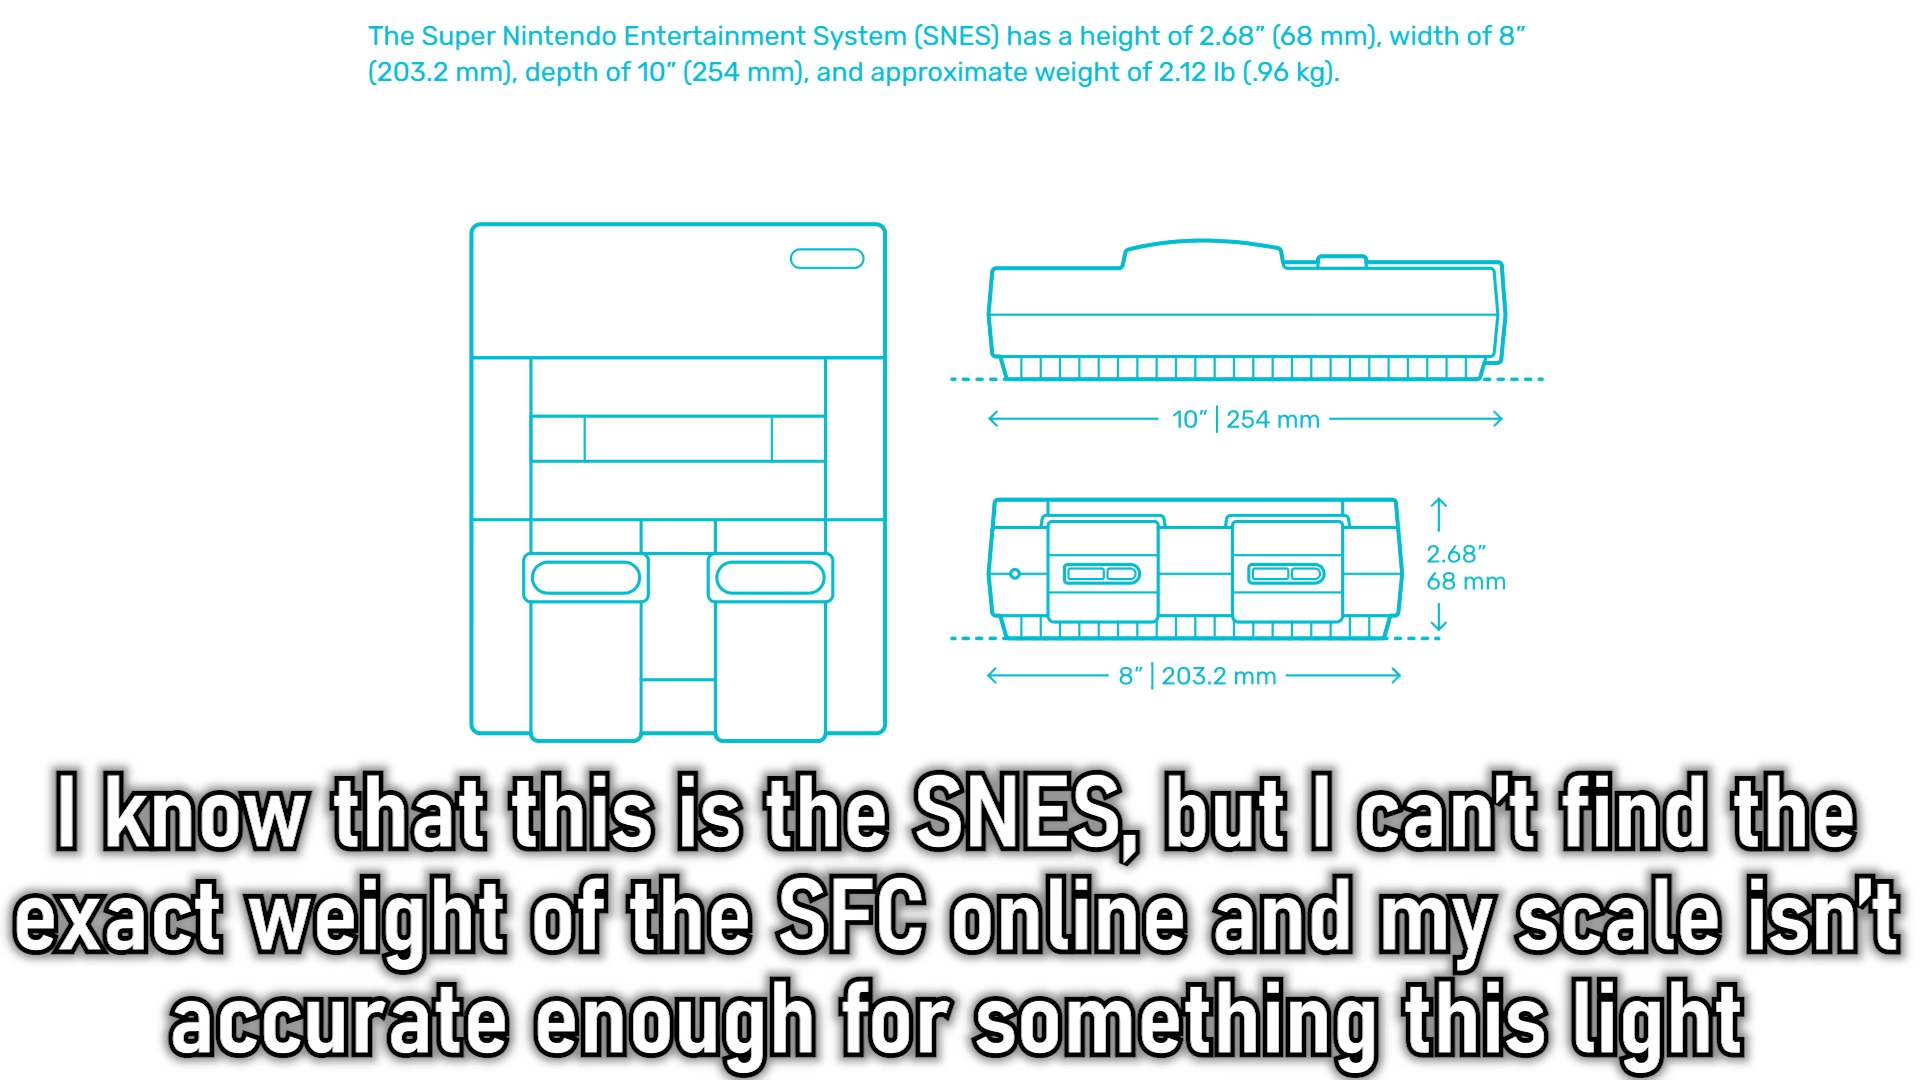 The Super Nintendo Entertainment System (SNES) has a height of 2.68” (68 mm), width of 8”
(203.2 mm), depth of 10” (254 mm), and approximate weight of 2.12 lb (.96 kg).
10” | 254 mm
2.68”
68 mm
8” | 203.2 mm
I know that this is the SNES, but I can’t find the
exact weight of the SFC online and my scale isn’t
accurate enough for something this light